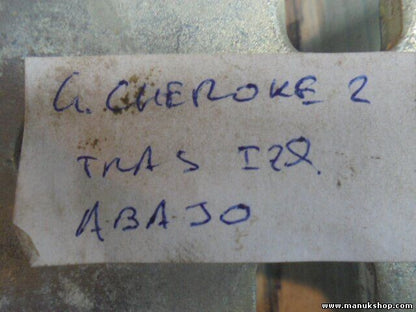 G. CHEROKE 2
TRAS IZQ.
ABAJO
www.manukshop.com